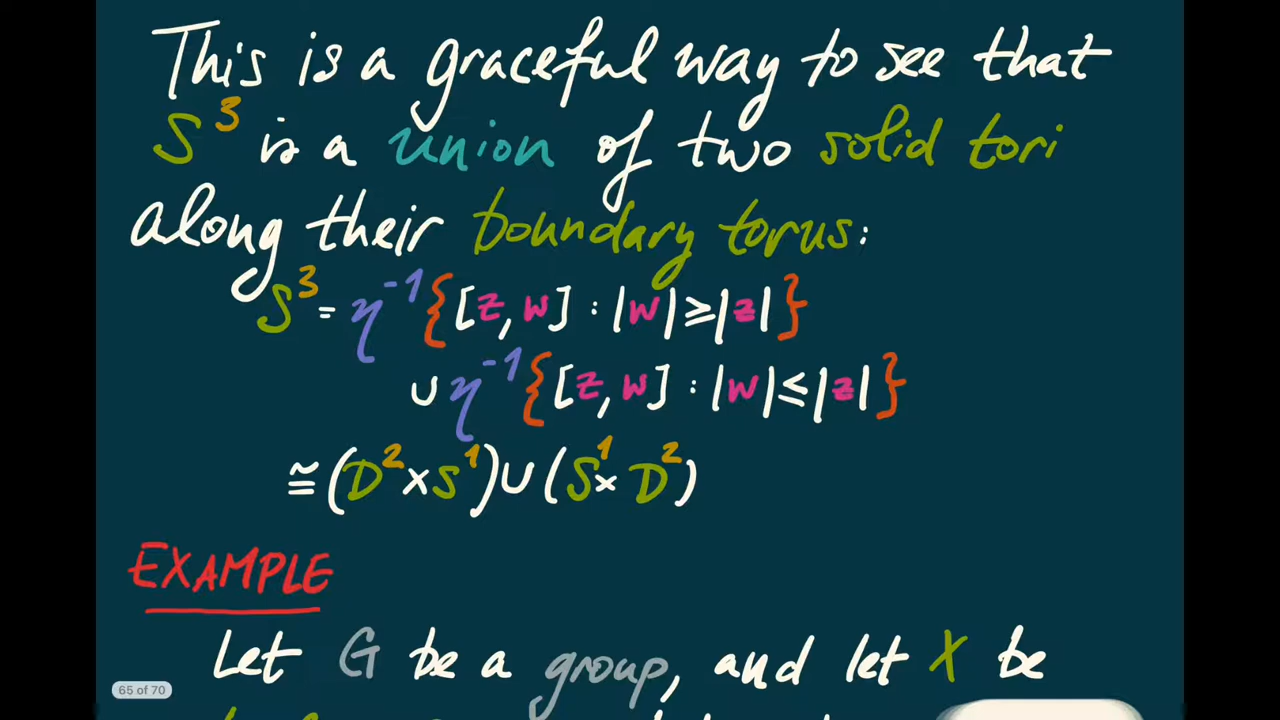 This is a graceful way to see that
S³ is a union of two solid tori
along their boundary torus:
S³ = η⁻¹{[z, w] : |w| ≥ |z|}
∪ η⁻¹{[z, w] : |w| ≤ |z|}
≅ (D² × S¹) ∪ (S¹ × D²)
EXAMPLE
Let G be a group, and let X be
65 of 70